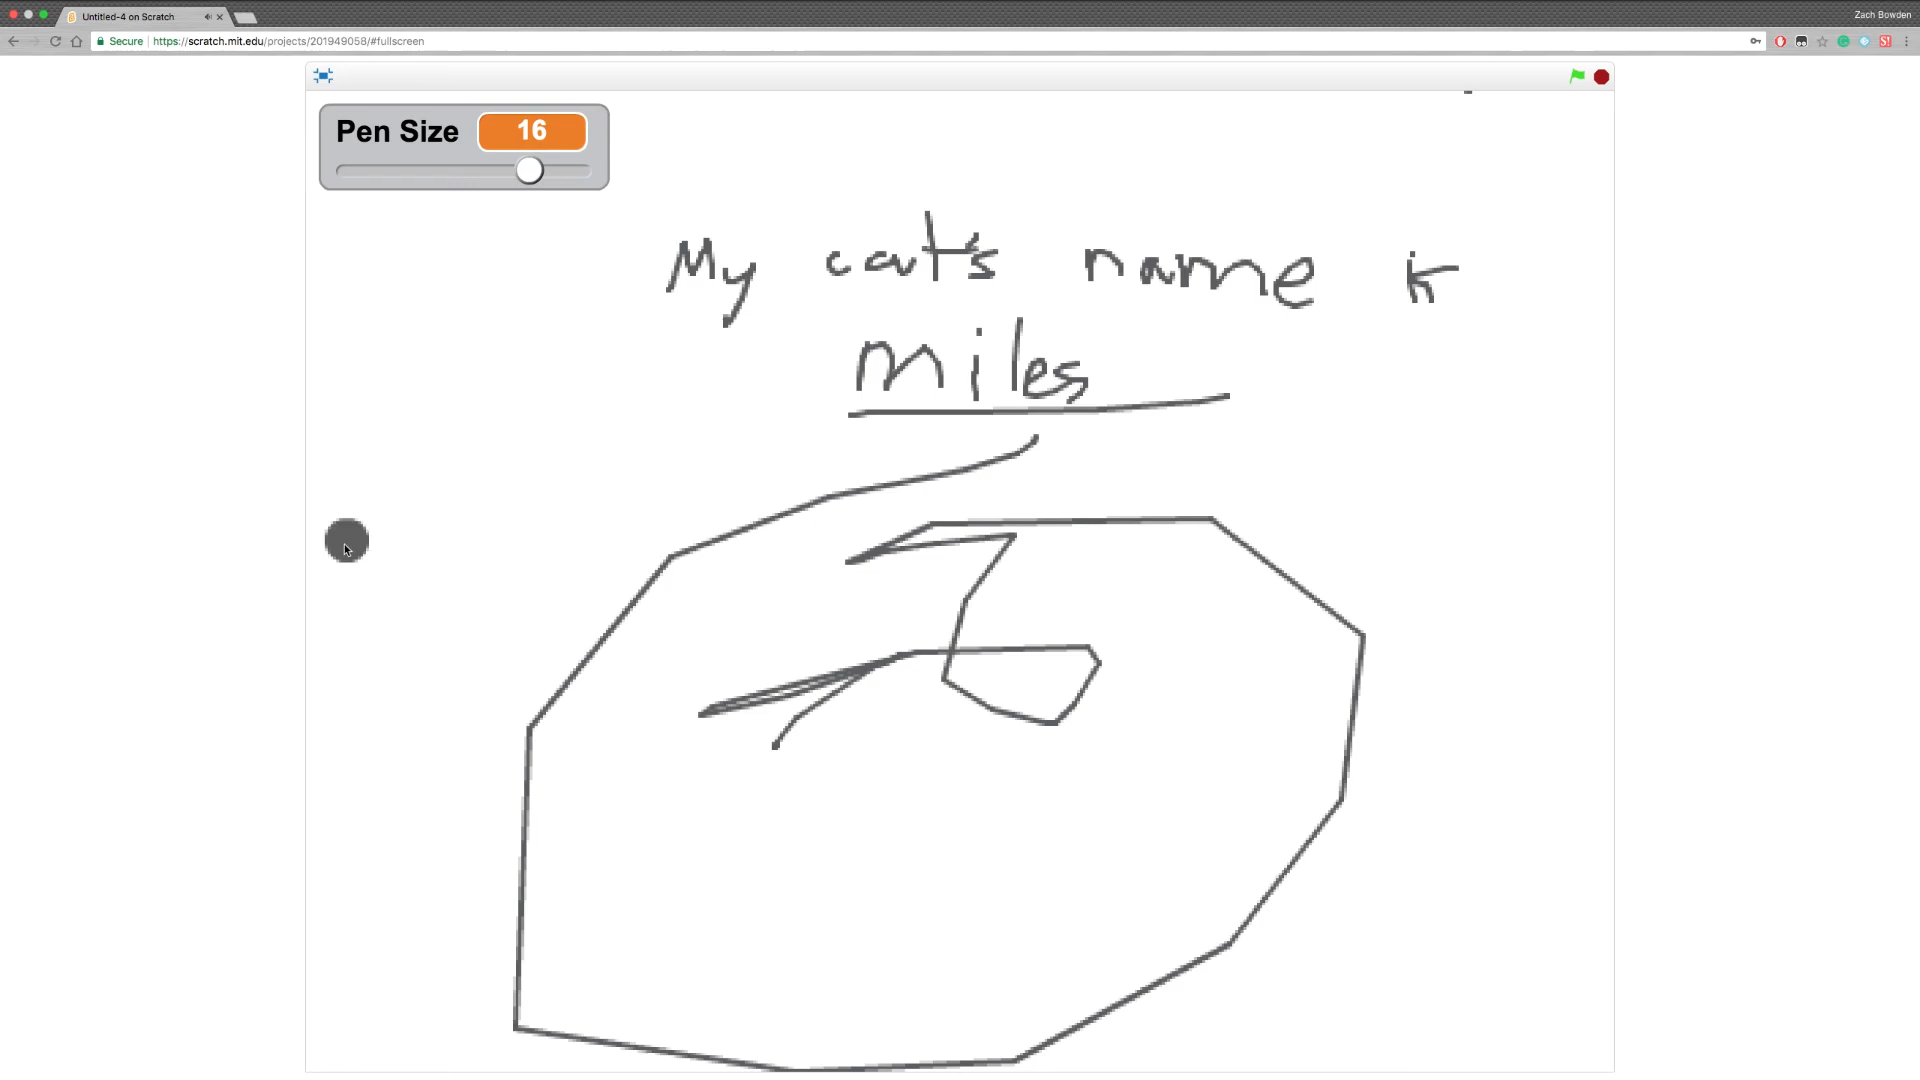 Untitled-4 on Scratch
Zach Bowden
Secure https://scratch.mit.edu/projects/201949058/#fullscreen
Pen Size 16
My cat's name is
miles